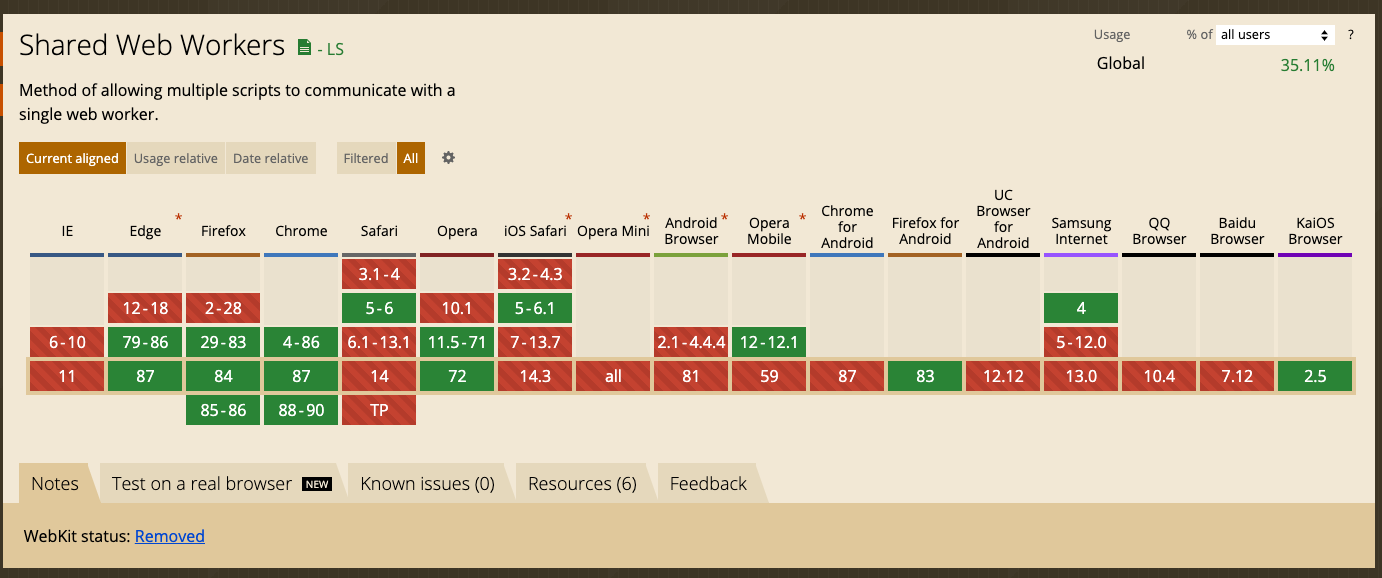 Shared Web Workers - LS
Usage % of all users ?
Global 35.11%
Method of allowing multiple scripts to communicate with a
single web worker.
Current aligned Usage relative Date relative Filtered All
IE Edge * Firefox Chrome Safari Opera iOS Safari * Opera Mini * Android Browser * Opera Mobile * Chrome for Android Firefox for Android UC Browser for Android Samsung Internet QQ Browser Baidu Browser KaiOS Browser
3.1-4 3.2-4.3
12-18 2-28 5-6 10.1 5-6.1 4
6-10 79-86 29-83 4-86 6.1-13.1 11.5-71 7-13.7 2.1-4.4.4 12-12.1 5-12.0
11 87 84 87 14 72 14.3 all 81 59 87 83 12.12 13.0 10.4 7.12 2.5
85-86 88-90 TP
Notes Test on a real browser NEW Known issues (0) Resources (6) Feedback
WebKit status: Removed